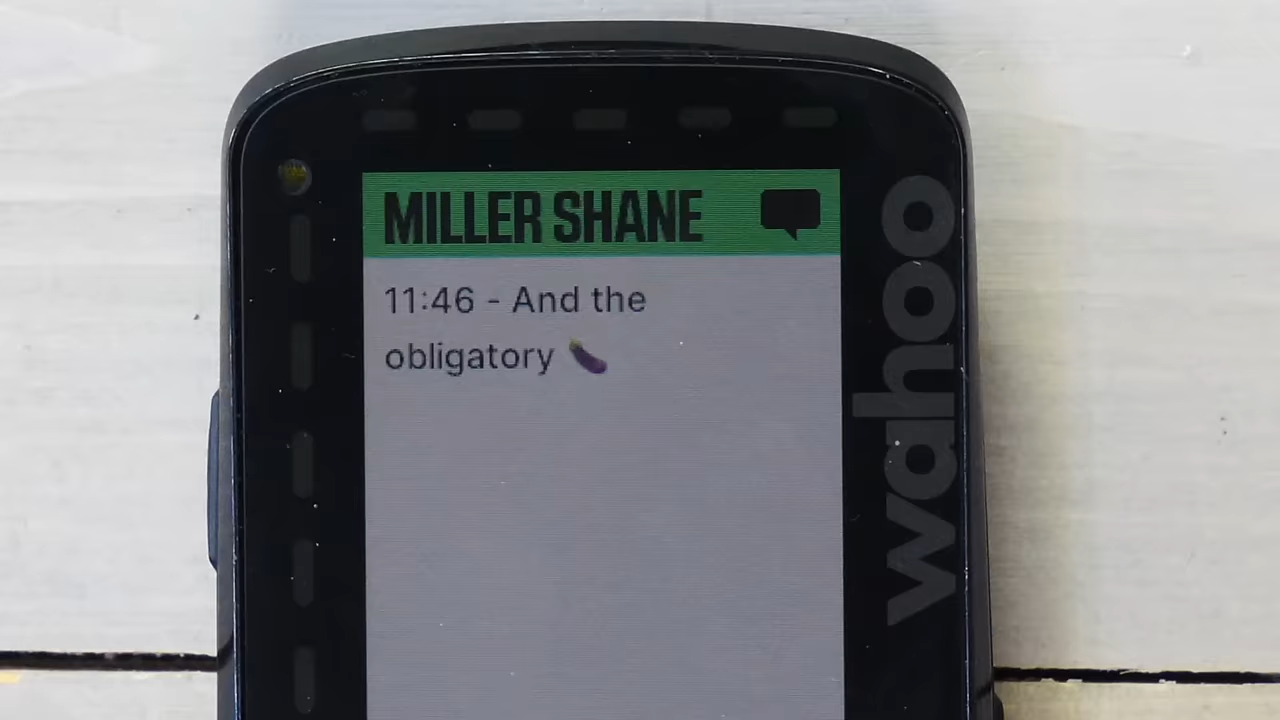 MILLER SHANE
11:46 - And the
obligatory 🍆
wahoo